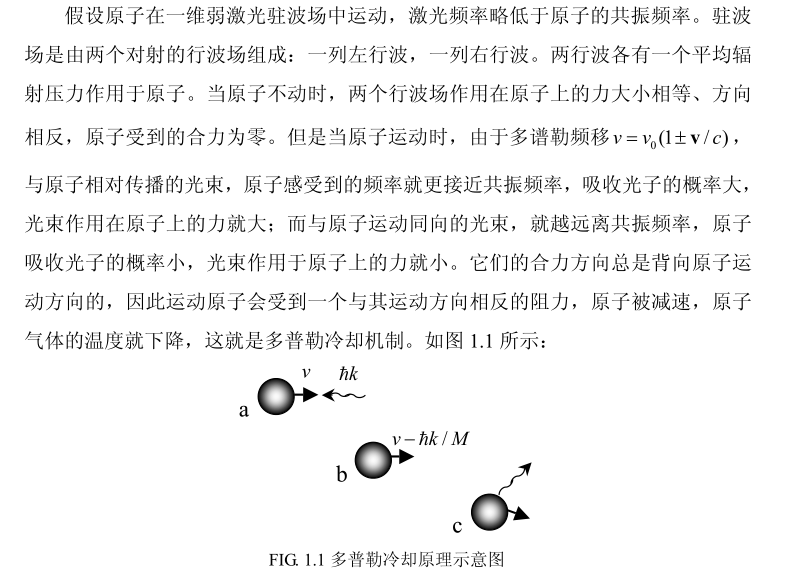 假设原子在一维弱激光驻波场中运动，激光频率略低于原子的共振频率。驻波
场是由两个对射的行波场组成：一列左行波，一列右行波。两行波各有一个平均辐
射压力作用于原子。当原子不动时，两个行波场作用在原子上的力大小相等、方向
相反，原子受到的合力为零。但是当原子运动时，由于多谱勒频移 ν = ν₀(1± v / c)，
与原子相对传播的光束，原子感受到的频率就更接近共振频率，吸收光子的概率大，
光束作用在原子上的力就大；而与原子运动同向的光束，就越远离共振频率，原子
吸收光子的概率小，光束作用于原子上的力就小。它们的合力方向总是背向原子运
动方向的，因此运动原子会受到一个与其运动方向相反的阻力，原子被减速，原子
气体的温度就下降，这就是多普勒冷却机制。如图 1.1 所示：
v ħk
a
v − ħk / M
b
c
FIG. 1.1 多普勒冷却原理示意图